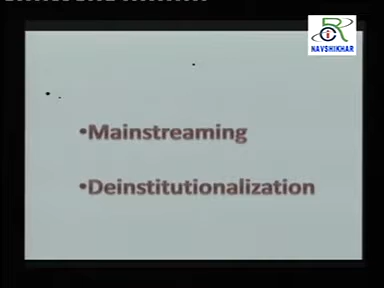 R
i
NAVSHIKHAR
•Mainstreaming
•Deinstitutionalization